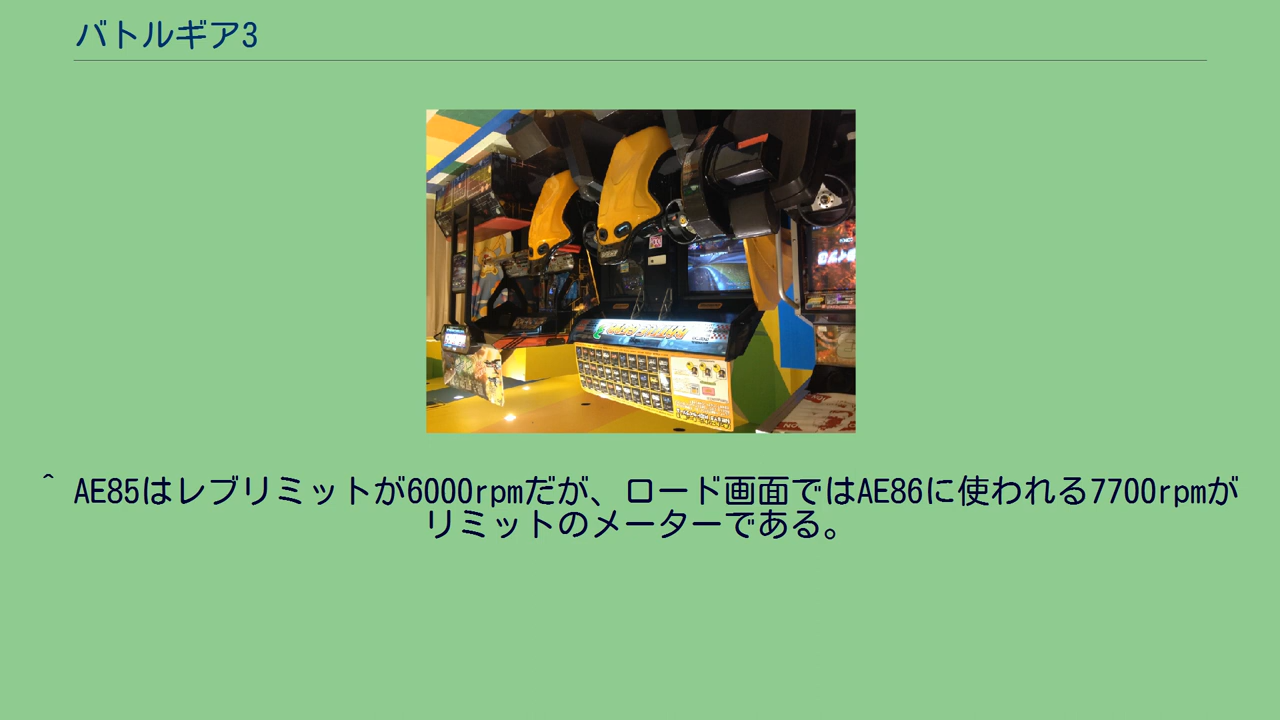 バトルギア3
^ AE85はレブリミットが6000rpmだが、ロード画面ではAE86に使われる7700rpmが
リミットのメーターである。